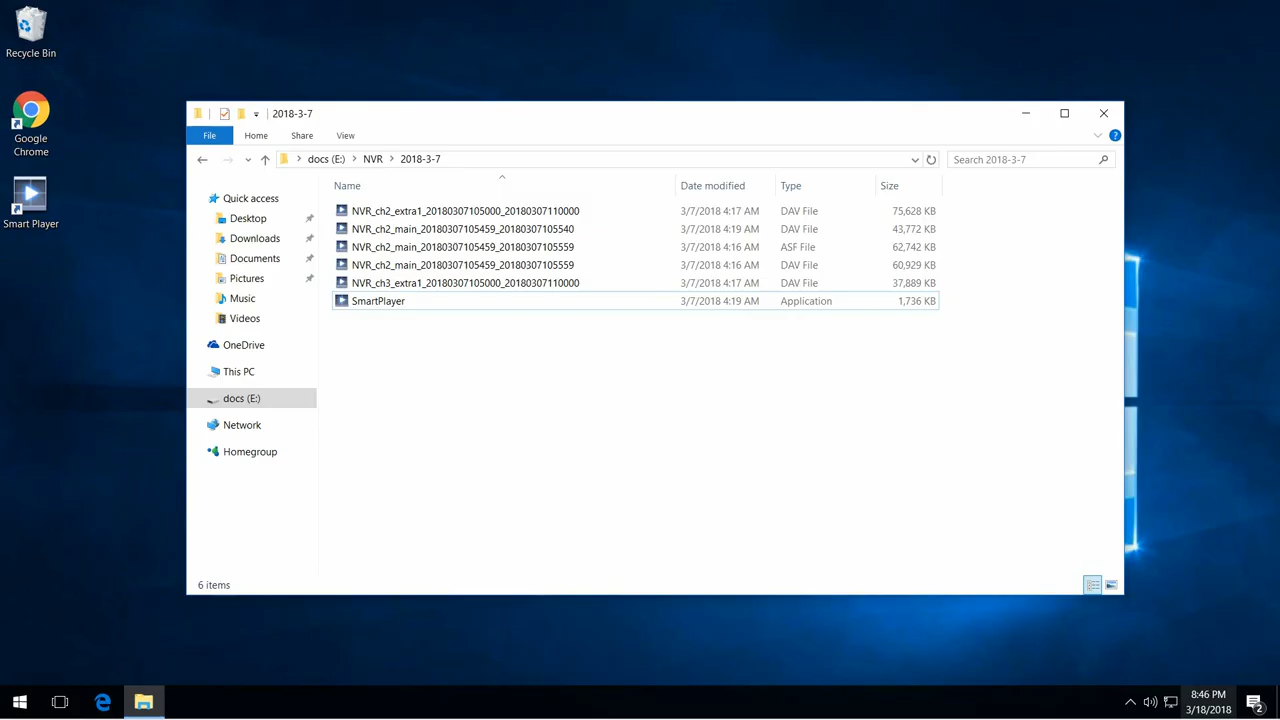 Recycle Bin
Google
Chrome
Smart Player
2018-3-7
File Home Share View
docs (E:) NVR 2018-3-7
Search 2018-3-7
Name Date modified Type Size
Quick access
Desktop
Downloads
Documents
Pictures
Music
Videos
OneDrive
This PC
docs (E:)
Network
Homegroup
NVR_ch2_extra1_20180307105000_20180307110000 3/7/2018 4:17 AM DAV File 75,628 KB
NVR_ch2_main_20180307105459_20180307105540 3/7/2018 4:19 AM DAV File 43,772 KB
NVR_ch2_main_20180307105459_20180307105559 3/7/2018 4:16 AM ASF File 62,742 KB
NVR_ch2_main_20180307105459_20180307105559 3/7/2018 4:16 AM DAV File 60,929 KB
NVR_ch3_extra1_20180307105000_20180307110000 3/7/2018 4:17 AM DAV File 37,889 KB
SmartPlayer 3/7/2018 4:19 AM Application 1,736 KB
6 items
8:46 PM
3/18/2018
2